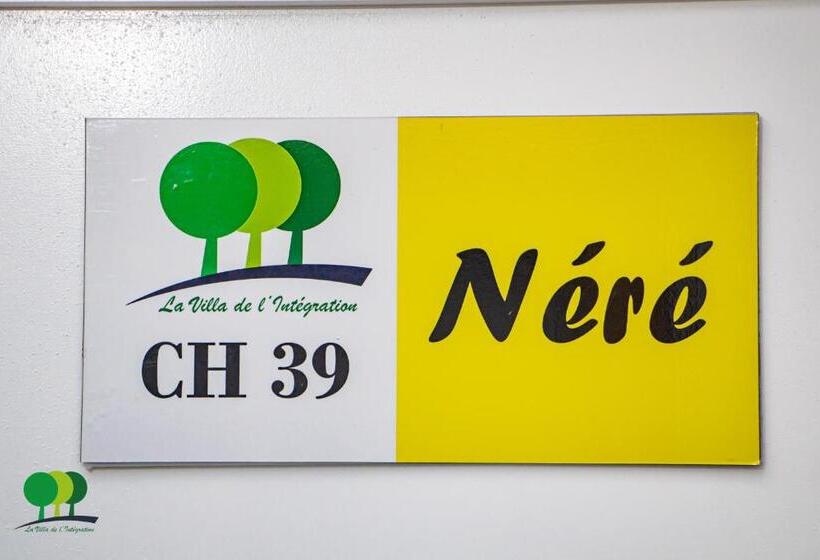 La Villa de l'Intégration
CH 39
Néré
La Villa de l'Intégration